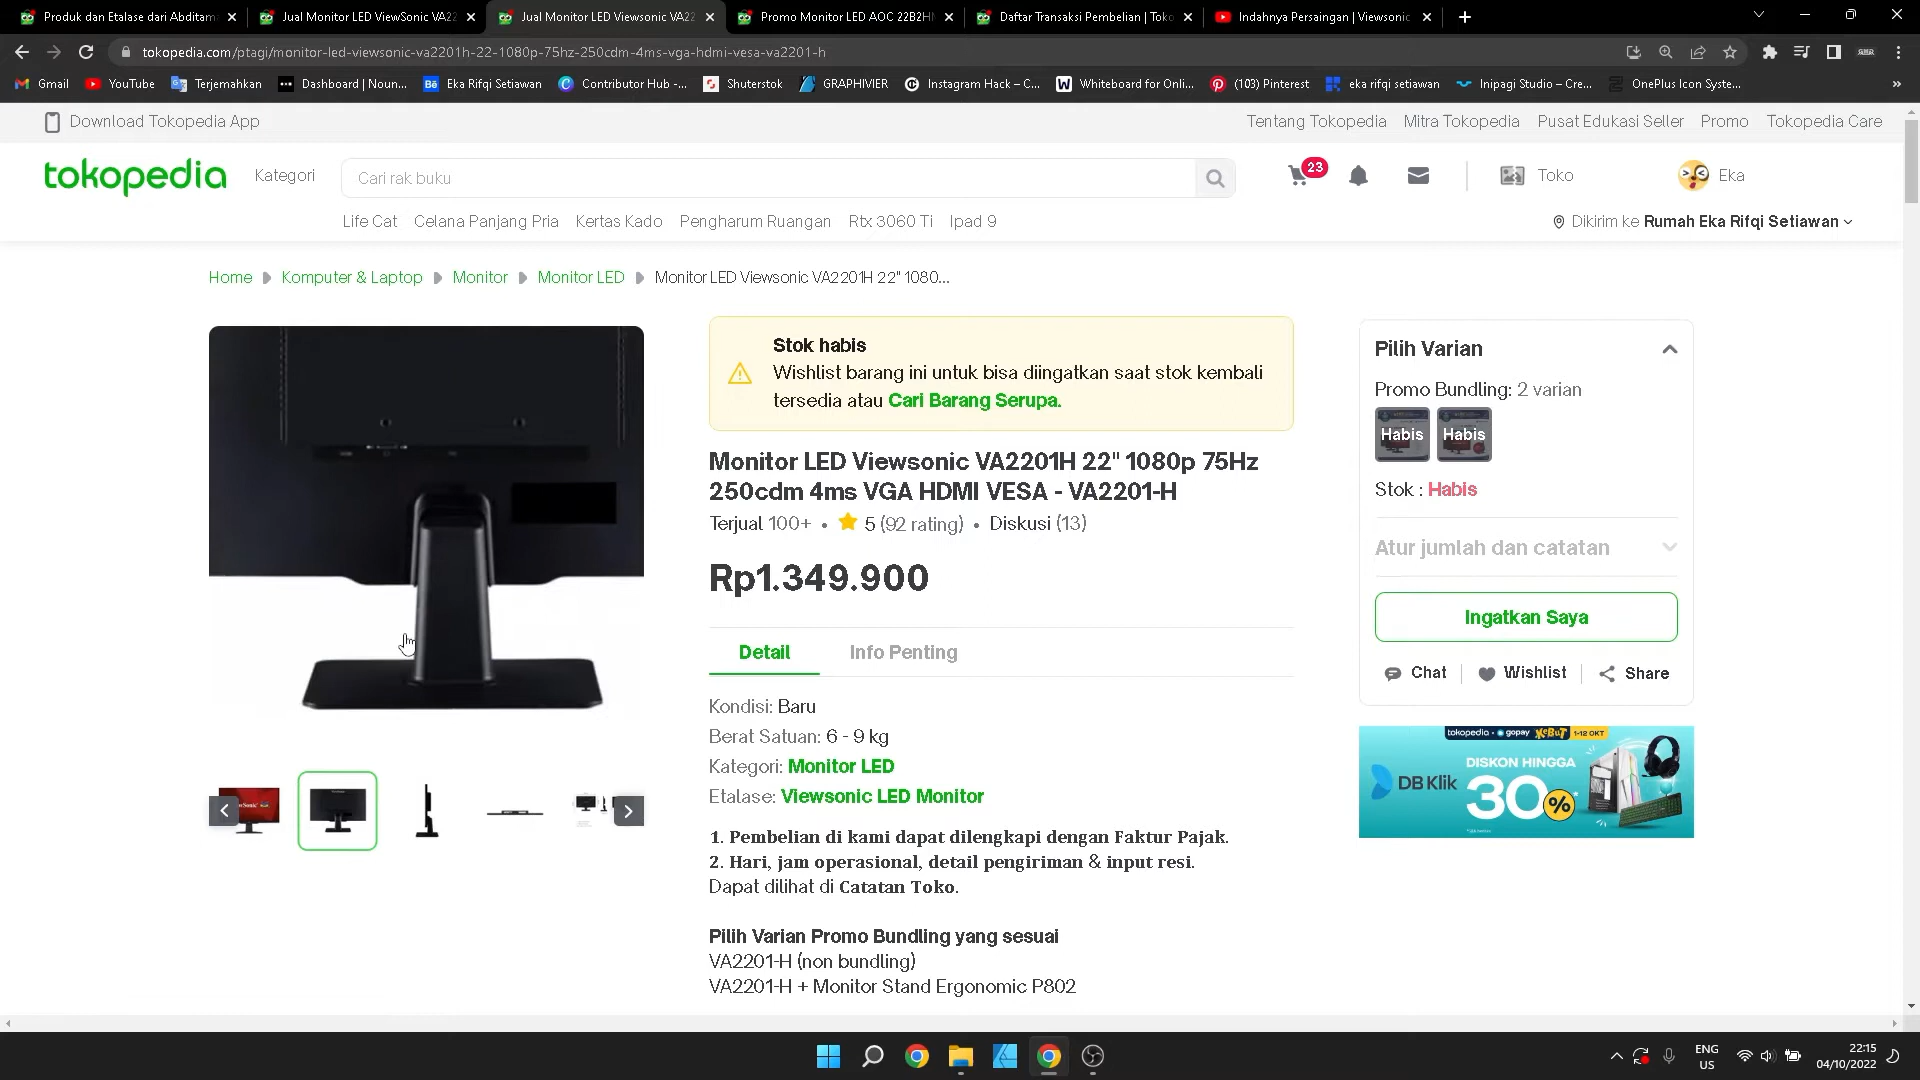 Produk dan Etalase dari Abditam
Jual Monitor LED ViewSonic VA22
Jual Monitor LED Viewsonic VA22
Promo Monitor LED AOC 22B2H
Daftar Transaksi Pembelian | Toko
Indahnya Persaingan | Viewsonic
tokopedia.com/ptagi/monitor-led-viewsonic-va2201h-22-1080p-75hz-250cdm-4ms-vga-hdmi-vesa-va2201-h
Gmail
YouTube
Terjemahkan
Dashboard | Noun...
Eka Rifqi Setiawan
Contributor Hub -...
Shuterstok
GRAPHIVIER
Instagram Hack – C...
Whiteboard for Onli...
(103) Pinterest
eka rifqi setiawan
Inipagi Studio – Cre...
OnePlus Icon Syste...
Download Tokopedia App
Tentang Tokopedia
Mitra Tokopedia
Pusat Edukasi Seller
Promo
Tokopedia Care
tokopedia
Kategori
Cari rak buku
23
Toko
Eka
Life Cat
Celana Panjang Pria
Kertas Kado
Pengharum Ruangan
Rtx 3060 Ti
Ipad 9
Dikirim ke Rumah Eka Rifqi Setiawan
Home
Komputer & Laptop
Monitor
Monitor LED
Monitor LED Viewsonic VA2201H 22" 1080...
Stok habis
Wishlist barang ini untuk bisa diingatkan saat stok kembali
tersedia atau Cari Barang Serupa.
Monitor LED Viewsonic VA2201H 22" 1080p 75Hz
250cdm 4ms VGA HDMI VESA - VA2201-H
Terjual 100+ • 5 (92 rating) • Diskusi (13)
Rp1.349.900
Detail
Info Penting
Kondisi: Baru
Berat Satuan: 6 - 9 kg
Kategori: Monitor LED
Etalase: Viewsonic LED Monitor
1. Pembelian di kami dapat dilengkapi dengan Faktur Pajak.
2. Hari, jam operasional, detail pengiriman & input resi.
Dapat dilihat di Catatan Toko.
Pilih Varian Promo Bundling yang sesuai
VA2201-H (non bundling)
VA2201-H + Monitor Stand Ergonomic P802
Pilih Varian
Promo Bundling: 2 varian
Habis
Habis
Stok : Habis
Atur jumlah dan catatan
Ingatkan Saya
Chat
Wishlist
Share
tokopedia • gopay KEBUT 1-12 OKT
DB Klik
DISKON HINGGA
30%
ENG
US
22:15
04/10/2022